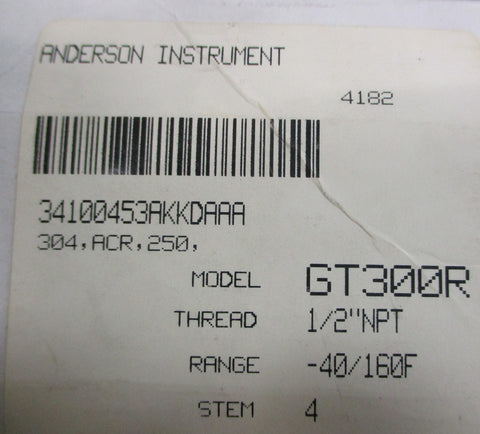 ANDERSON INSTRUMENT
4182
34100453AKKDAAA
304,ACR,250,
MODEL GT300R
THREAD 1/2"NPT
RANGE -40/160F
STEM 4